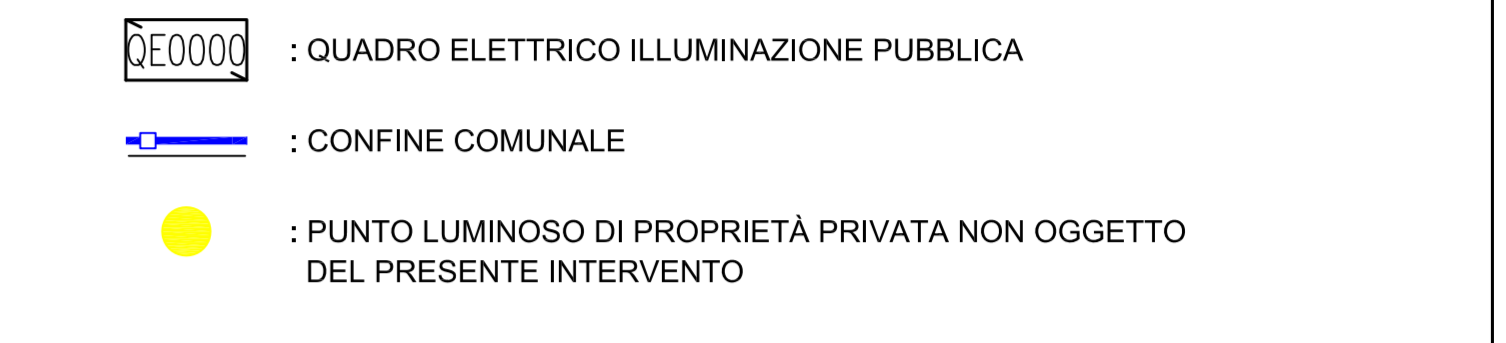 QE0000 : QUADRO ELETTRICO ILLUMINAZIONE PUBBLICA
: CONFINE COMUNALE
: PUNTO LUMINOSO DI PROPRIETÀ PRIVATA NON OGGETTO
DEL PRESENTE INTERVENTO